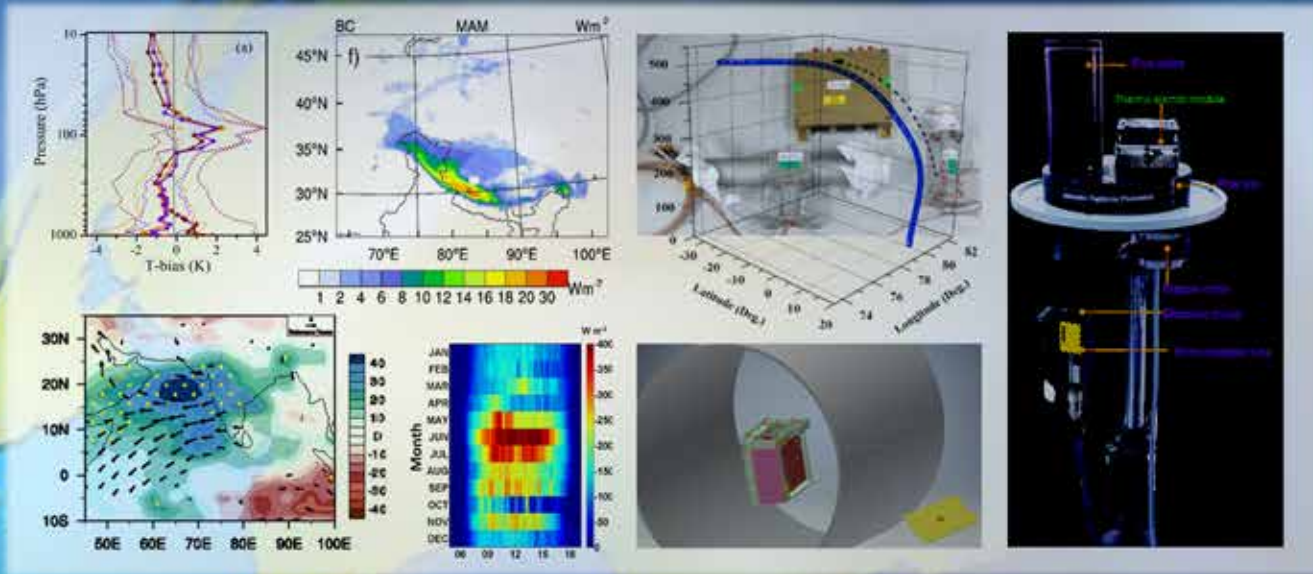 10
100
1000
Pressure (hPa)
(a)
-4
-2
0
2
4
T-bias (K)
BC
MAM
Wm⁻²
f)
45°N
40°N
35°N
30°N
25°N
70°E
80°E
90°E
100°E
1 2 4 6 8 10 12 14 16 18 20 30
Wm⁻²
500
400
300
200
100
0
-30
-20
-10
0
10
20
Latitude (Deg.)
74
76
78
80
82
Longitude (Deg.)
30N
20N
10N
0
10S
50E 60E 70E 80E 90E 100E
40
30
20
10
0
-10
-20
-30
-40
Month
JAN
FEB
MAR
APR
MAY
JUN
JUL
AUG
SEP
OCT
NOV
DEC
06 09 12 15 18
W m⁻²
400
-350
-300
-250
-200
-150
-100
-50
0